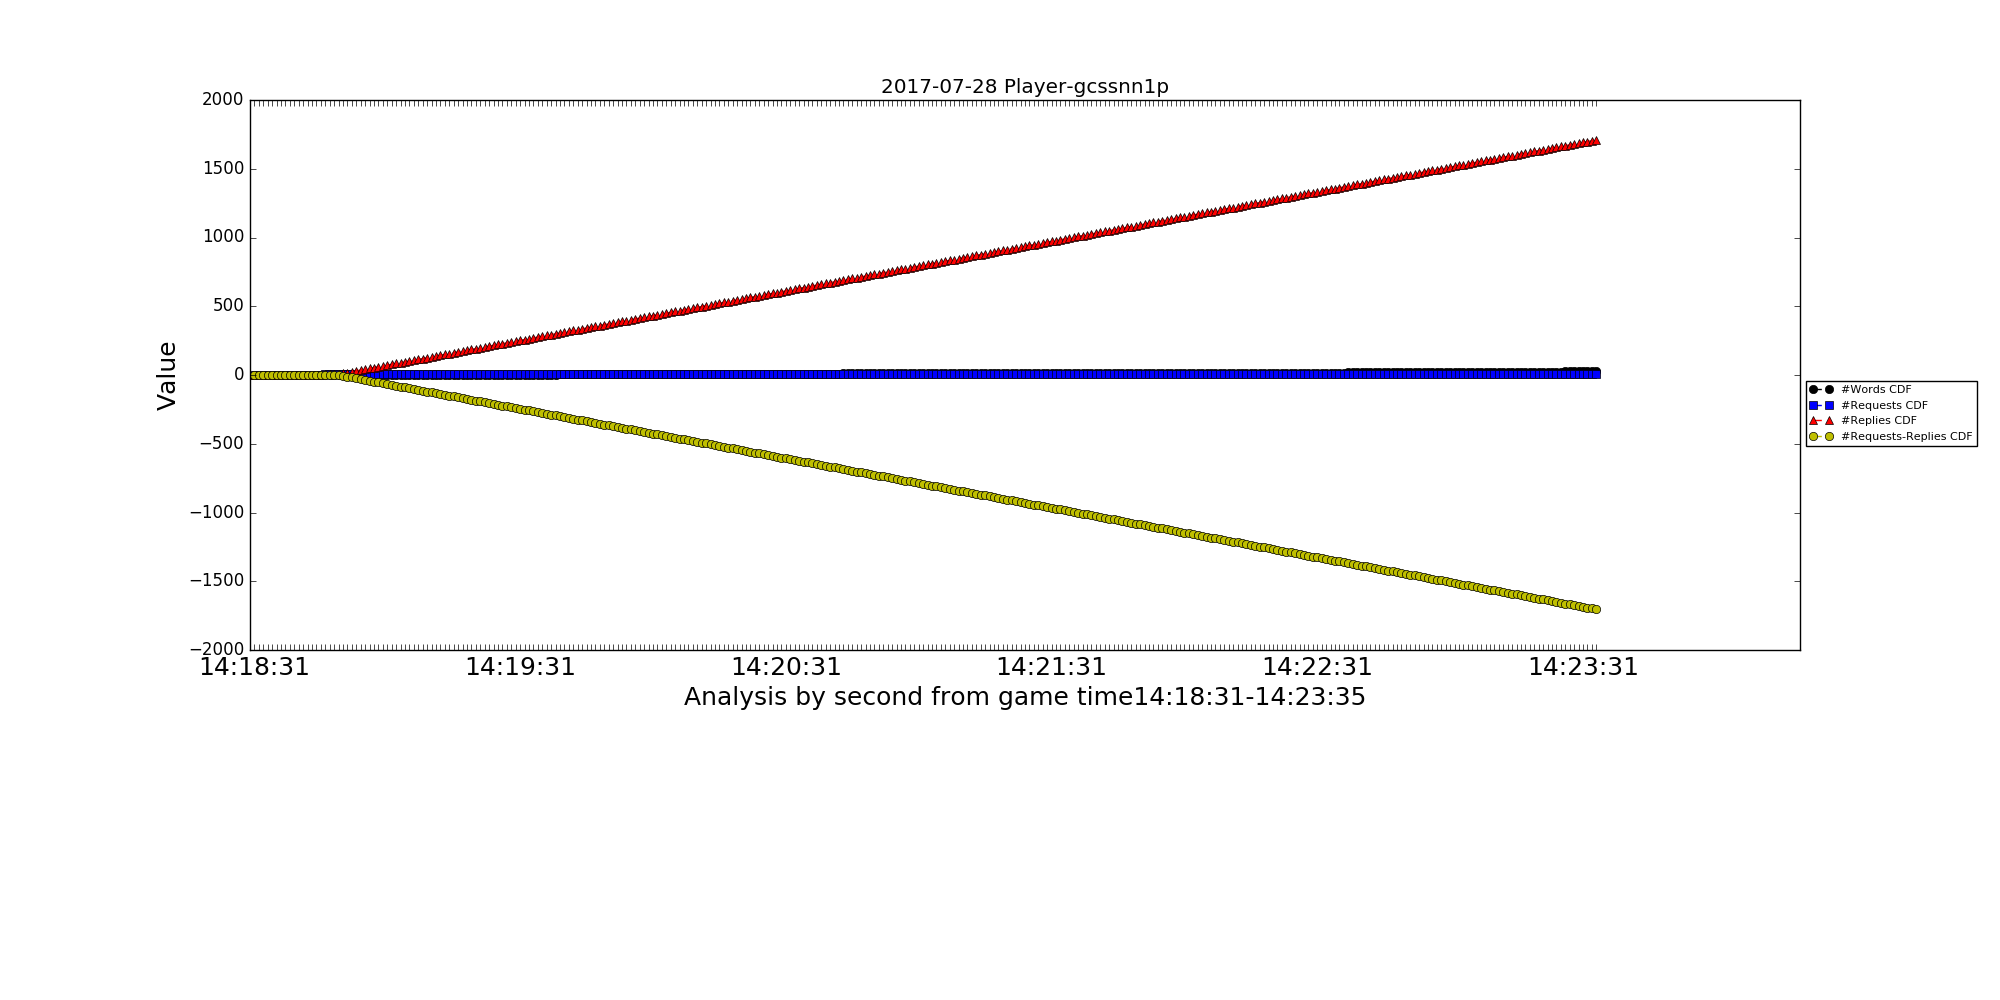 2017-07-28 Player-gcssnn1p
2000
1500
1000
500
0
−500
−1000
−1500
−2000
Value
14:18:31 14:19:31 14:20:31 14:21:31 14:22:31 14:23:31
Analysis by second from game time14:18:31-14:23:35
#Words CDF
#Requests CDF
#Replies CDF
#Requests-Replies CDF